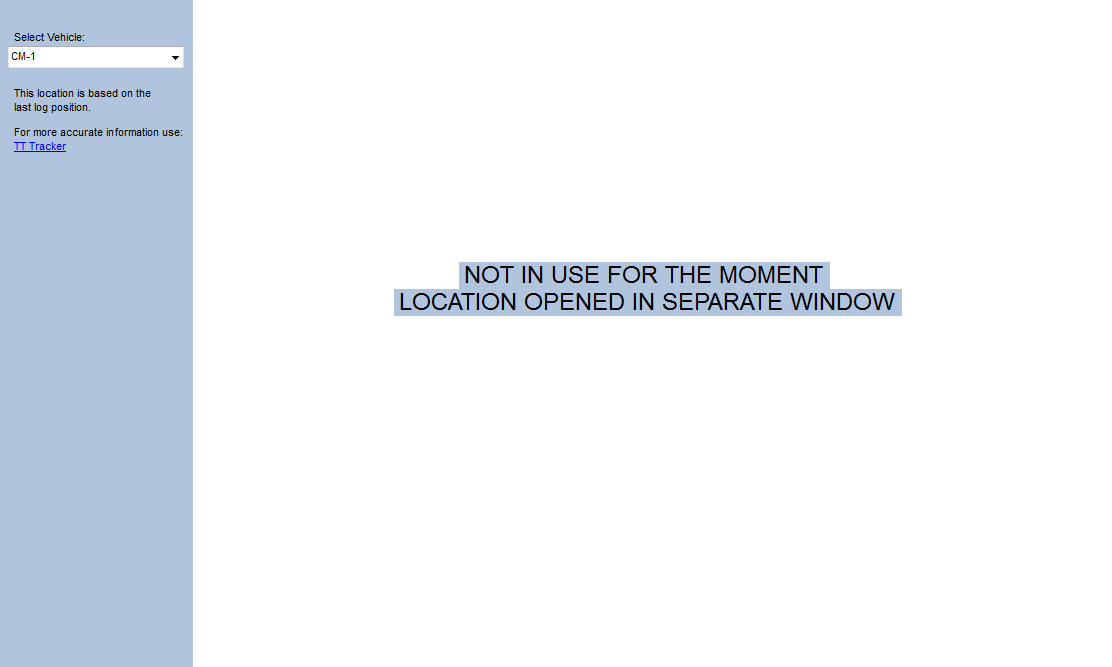 Select Vehicle:
CM-1
This location is based on the
last log position.
For more accurate information use:
TT Tracker
NOT IN USE FOR THE MOMENT
LOCATION OPENED IN SEPARATE WINDOW